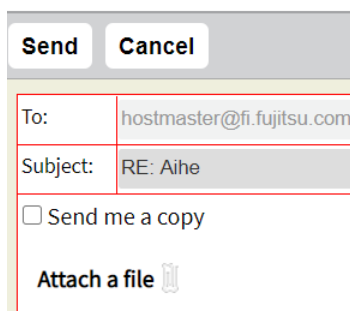 Send Cancel
To: hostmaster@fi.fujitsu.com
Subject: RE: Aihe
Send me a copy
Attach a file